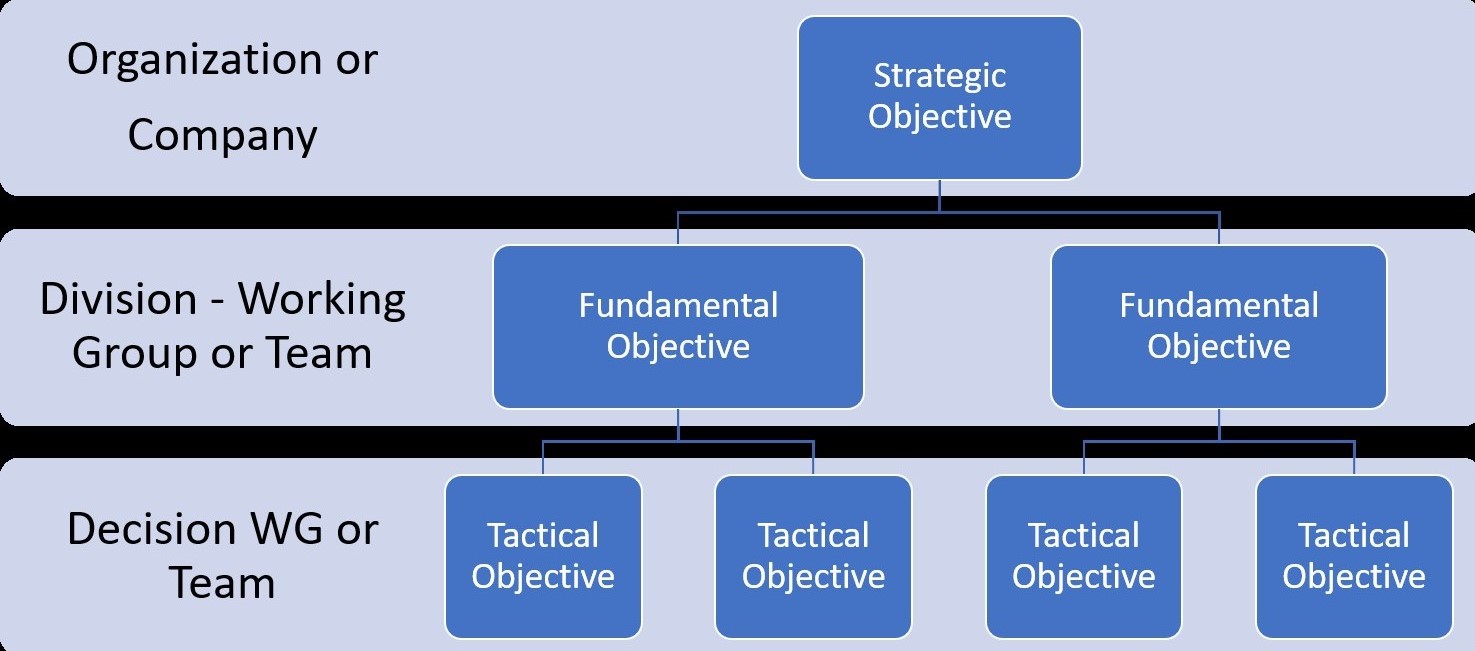 Organization or
Company
Strategic
Objective
Division - Working
Group or Team
Fundamental
Objective
Fundamental
Objective
Decision WG or
Team
Tactical
Objective
Tactical
Objective
Tactical
Objective
Tactical
Objective